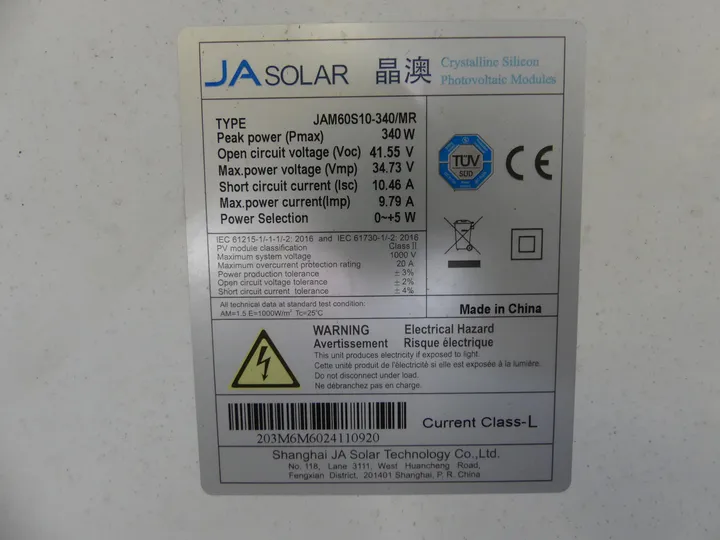 JA SOLAR 晶澳 Crystalline Silicon
Photovoltaic Modules
TYPE JAM60S10-340/MR
Peak power (Pmax) 340 W
Open circuit voltage (Voc) 41.55 V
Max.power voltage (Vmp) 34.73 V
Short circuit current (Isc) 10.46 A
Max.power current(Imp) 9.79 A
Power Selection 0~+5 W
TÜV
SÜD
CE
IEC 61215-1/-1-1/-2: 2016 and IEC 61730-1/-2: 2016
PV module classification Class II
Maximum system voltage 1000 V
Maximum overcurrent protection rating 20 A
Power production tolerance ± 3%
Open circuit voltage tolerance ± 2%
Short circuit current tolerance ± 4%
All technical data at standard test condition:
AM=1.5 E=1000W/m² Tc=25°C
Made in China
WARNING Electrical Hazard
Avertissement Risque électrique
This unit produces electricity if exposed to light.
Cette unité produit de l'électricité si elle est exposée à la lumière.
Do not disconnect under load.
Ne débranchez pas en charge.
203M6M6024110920
Current Class-L
Shanghai JA Solar Technology Co.,Ltd.
No. 118, Lane 3111, West Huancheng Road,
Fengxian District, 201401 Shanghai, P. R. China